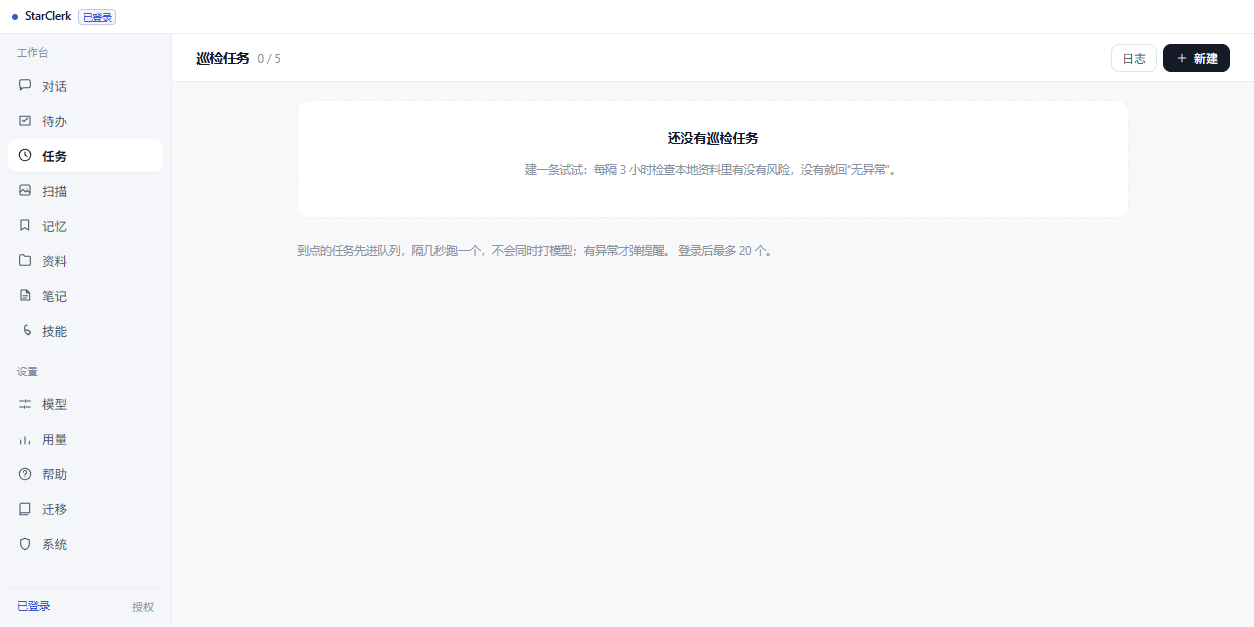 StarClerk 已登录
工作台
对话
待办
任务
扫描
记忆
资料
笔记
技能
设置
模型
用量
帮助
迁移
系统
已登录 授权
巡检任务 0 / 5 日志 + 新建
还没有巡检任务
建一条试试：每隔 3 小时检查本地资料里有没有风险，没有就回“无异常”。
到点的任务先进队列，隔几秒跑一个，不会同时打模型；有异常才弹提醒。 登录后最多 20 个。